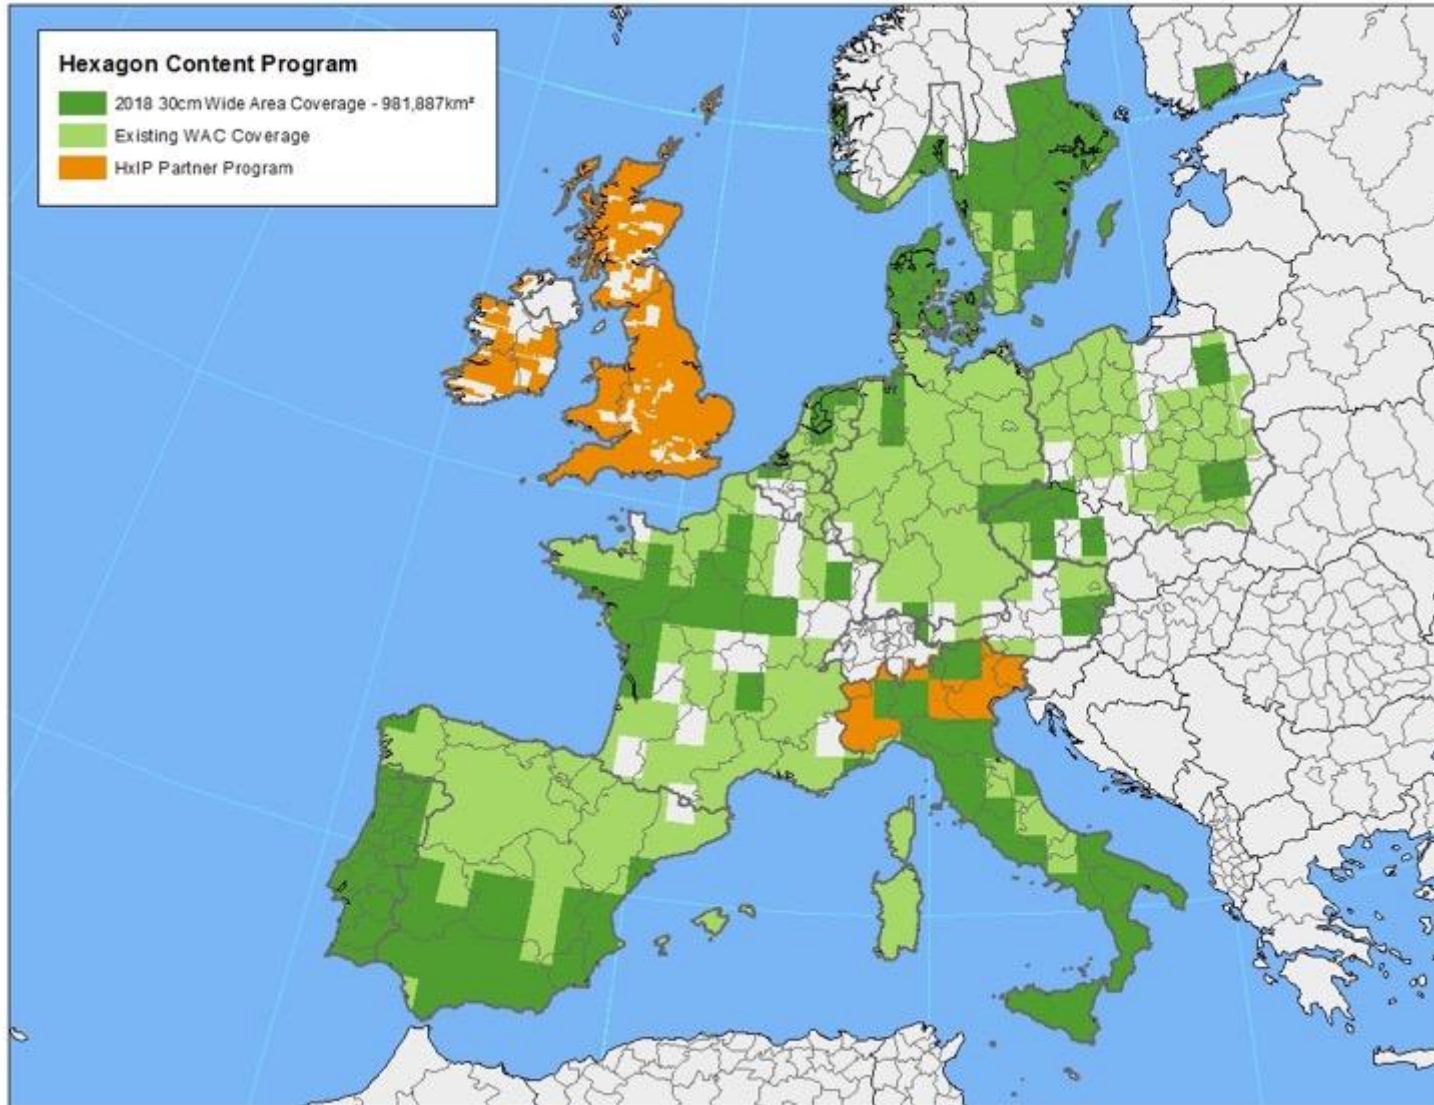 Hexagon Content Program
2018 30cm Wide Area Coverage - 981,887km²
Existing WAC Coverage
HxIP Partner Program